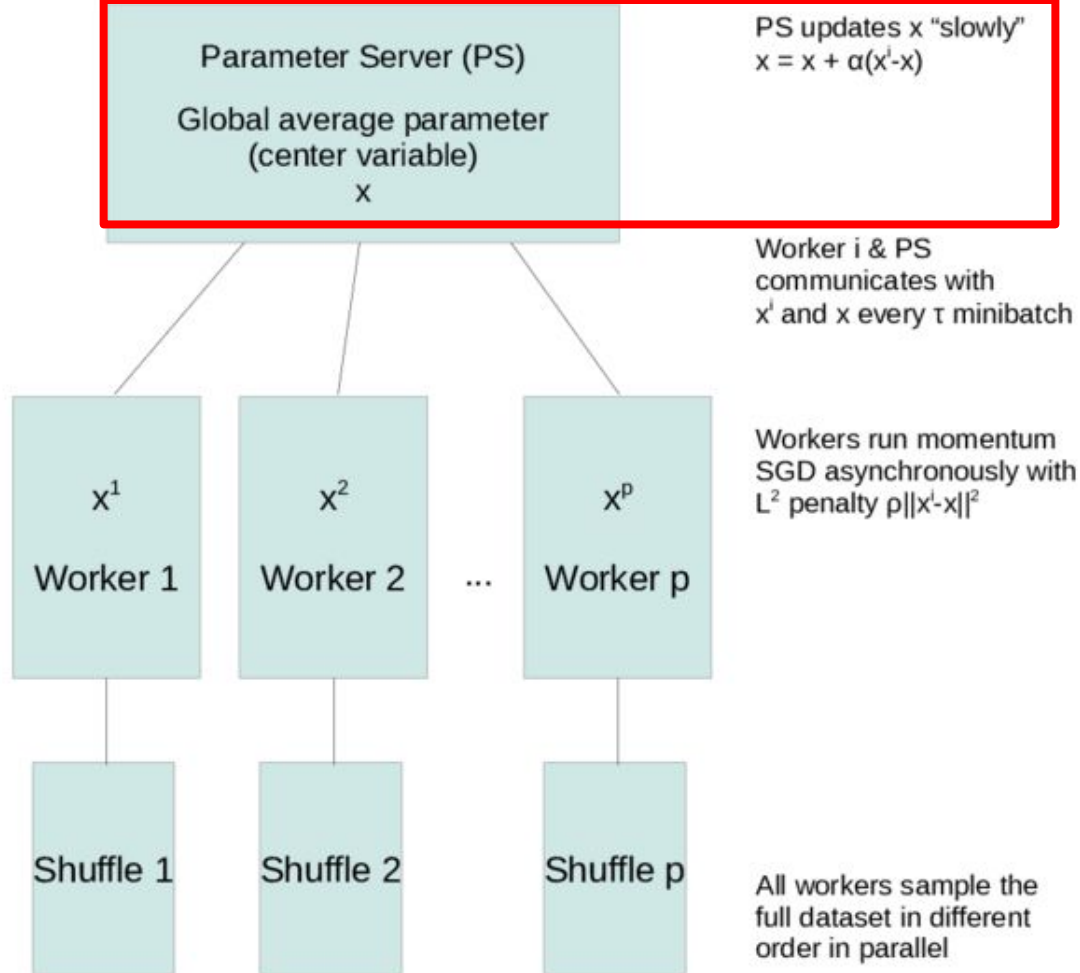 Parameter Server (PS)
Global average parameter
(center variable)
x
PS updates x “slowly”
x = x + α(xⁱ-x)
Worker i & PS
communicates with
xⁱ and x every τ minibatch
x¹
Worker 1
x²
Worker 2
...
xᵖ
Worker p
Workers run momentum
SGD asynchronously with
L² penalty ρ||xⁱ-x||²
Shuffle 1
Shuffle 2
Shuffle p
All workers sample the
full dataset in different
order in parallel